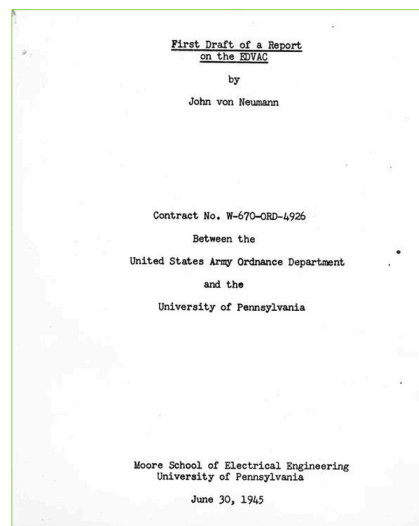 First Draft of a Report
on the EDVAC
by
John von Neumann
Contract No. W-670-ORD-4926
Between the
United States Army Ordnance Department
and the
University of Pennsylvania
Moore School of Electrical Engineering
University of Pennsylvania
June 30, 1945